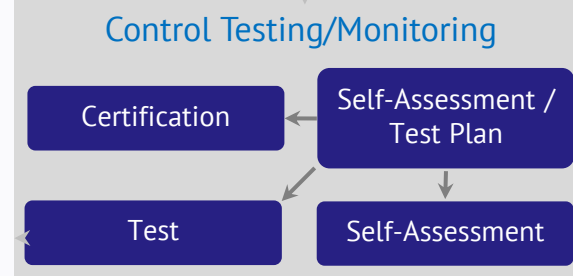 Control Testing/Monitoring
Certification
Self-Assessment /
Test Plan
Test
Self-Assessment